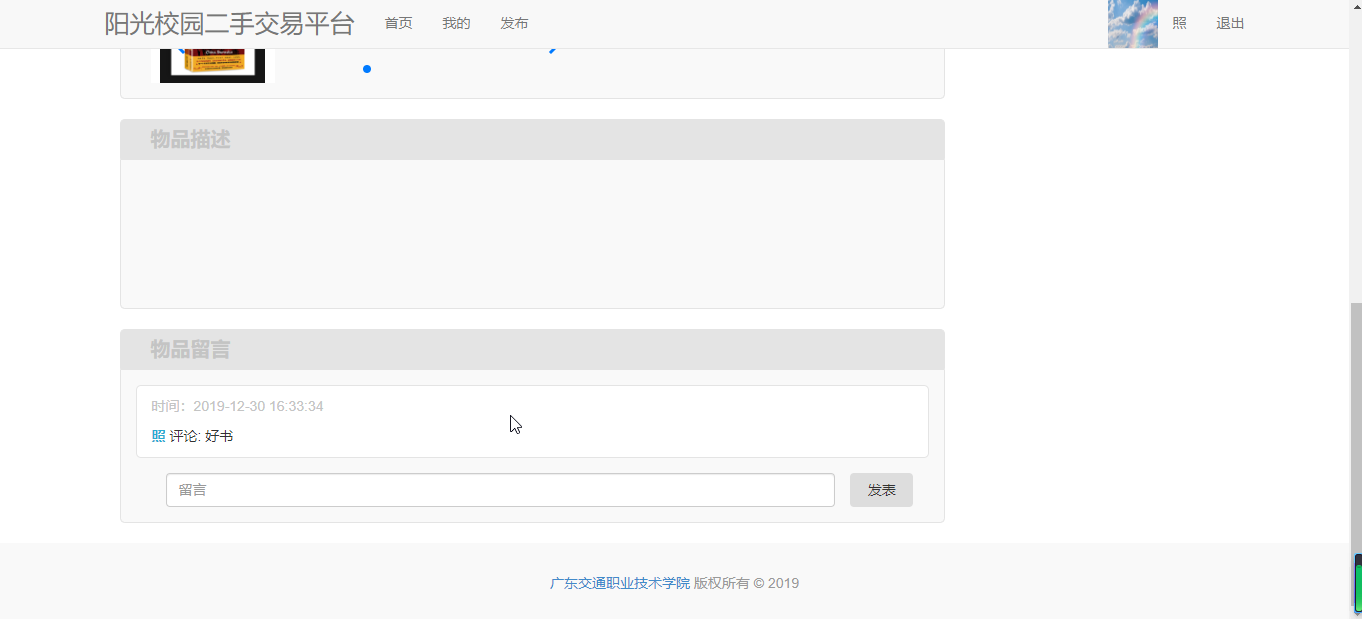 阳光校园二手交易平台 首页 我的 发布 照 退出
物品描述
物品留言
时间：2019-12-30 16:33:34
照 评论: 好书
留言 发表
广东交通职业技术学院 版权所有 © 2019